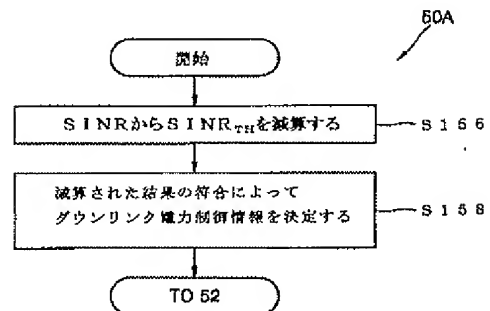 50A
開始
SINRからSINRTHを減算する
S156
減算された結果の符合によって
ダウンリンク電力制御情報を決定する
S158
TO 52